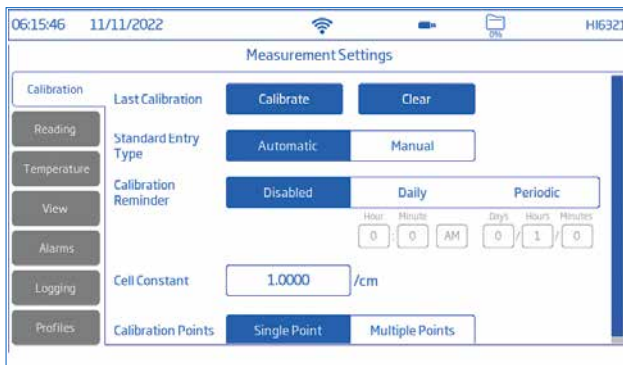 06:15:46 11/11/2022 0% HI6321
Measurement Settings
Calibration
Last Calibration Calibrate Clear
Reading
Standard Entry Type Automatic Manual
Temperature
Calibration Reminder Disabled Daily Periodic
View
Hour Minute Days Hours Minutes
0 : 0 AM 0 / 1 / 0
Alarms
Logging
Cell Constant 1.0000 /cm
Profiles
Calibration Points Single Point Multiple Points